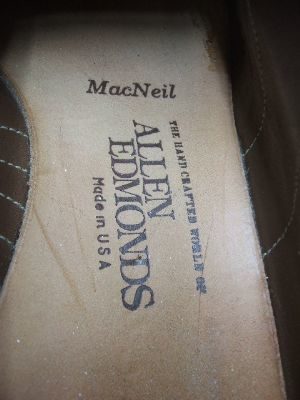 MacNeil
THE HAND CRAFTED WORLD OF
ALLEN
EDMONDS
Made in USA